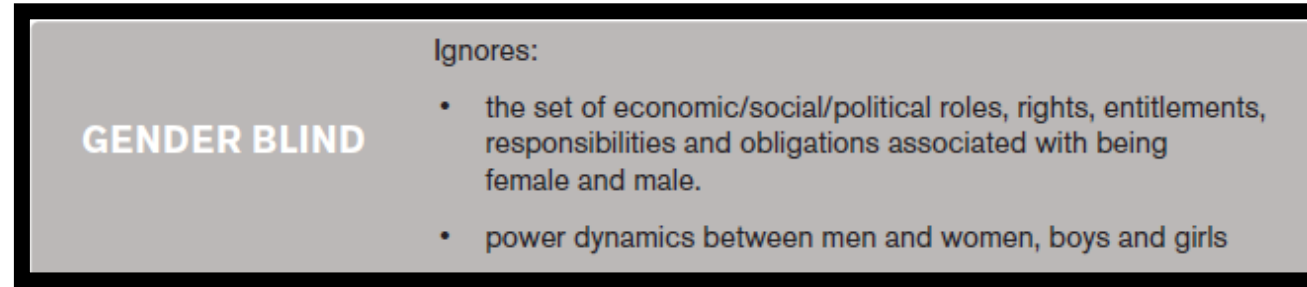 GENDER BLIND
Ignores:
• the set of economic/social/political roles, rights, entitlements,
responsibilities and obligations associated with being
female and male.
• power dynamics between men and women, boys and girls